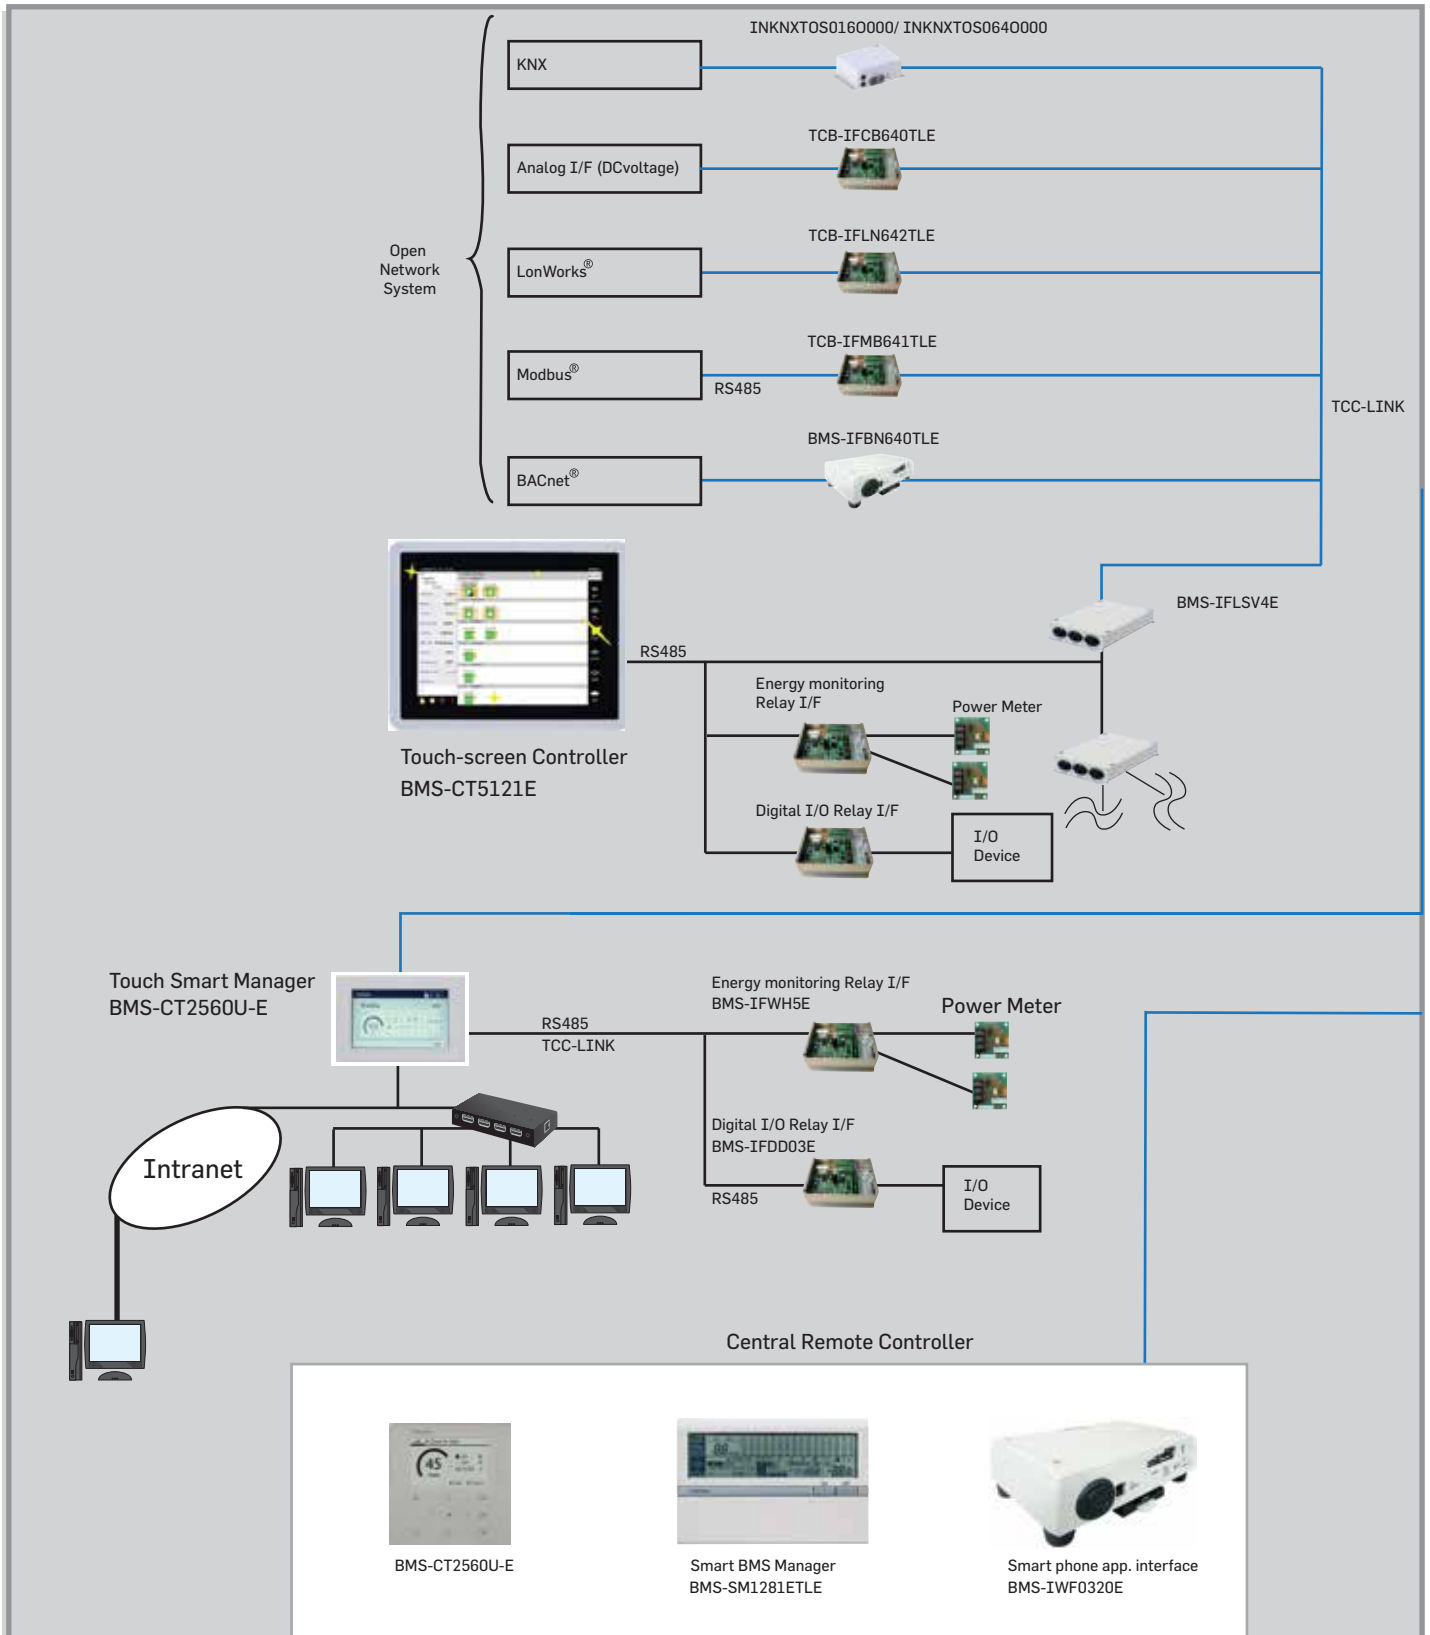 INKNXTOS016O000/ INKNXTOS064O000
KNX
TCB-IFCB640TLE
Analog I/F (DCvoltage)
TCB-IFLN642TLE
Open
Network
System
LonWorks®
TCB-IFMB641TLE
Modbus®
RS485
TCC-LINK
BMS-IFBN640TLE
BACnet®
BMS-IFLSV4E
RS485
Energy monitoring
Relay I/F
Power Meter
Touch-screen Controller
BMS-CT5121E
Digital I/O Relay I/F
I/O
Device
Touch Smart Manager
BMS-CT2560U-E
Energy monitoring Relay I/F
BMS-IFWH5E
Power Meter
RS485
TCC-LINK
Digital I/O Relay I/F
BMS-IFDD03E
Intranet
RS485
I/O
Device
Central Remote Controller
45
BMS-CT2560U-E
Smart BMS Manager
BMS-SM1281ETLE
Smart phone app. interface
BMS-IWF0320E